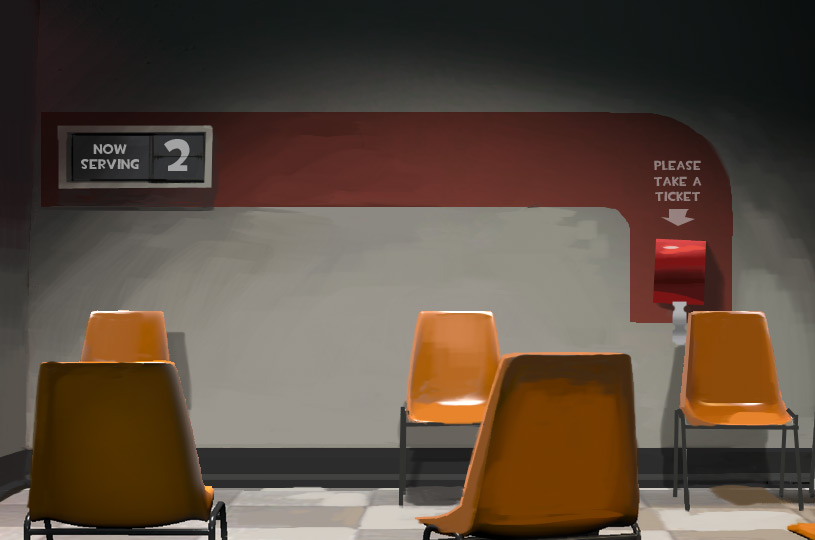 NOW
SERVING
2
PLEASE
TAKE A
TICKET